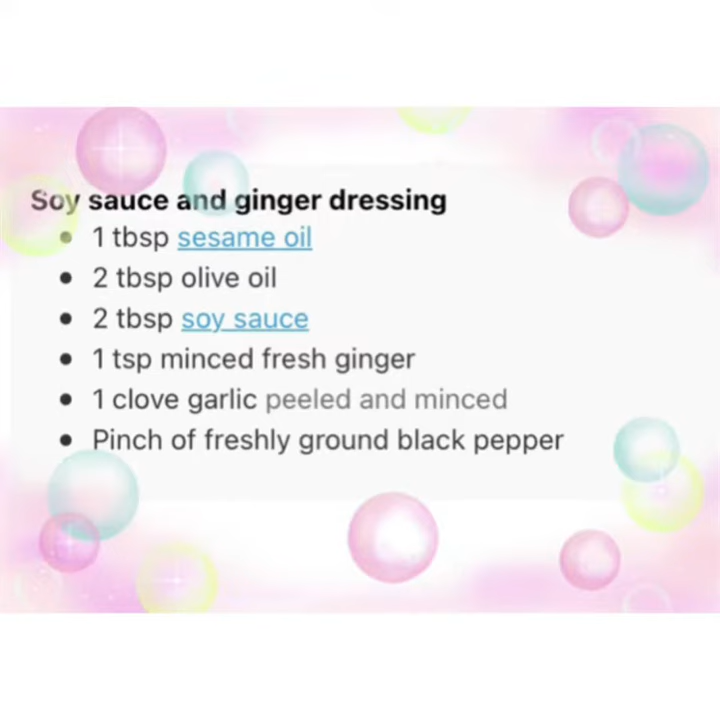 Soy sauce and ginger dressing
• 1 tbsp sesame oil
• 2 tbsp olive oil
• 2 tbsp soy sauce
• 1 tsp minced fresh ginger
• 1 clove garlic peeled and minced
• Pinch of freshly ground black pepper